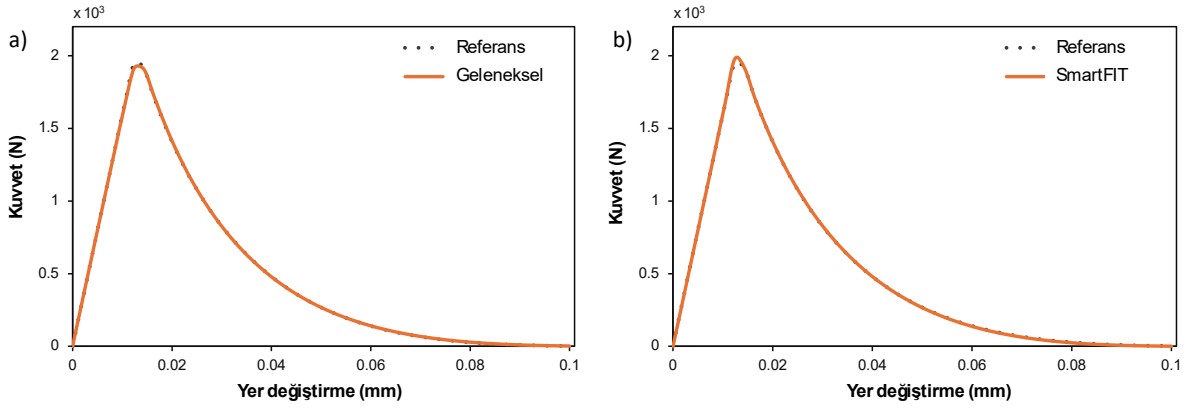 a)
x 10³
Referans
Geleneksel
2
1.5
1
0.5
0
Kuvvet (N)
0
0.02
0.04
0.06
0.08
0.1
Yer değiştirme (mm)
b)
x 10³
Referans
SmartFIT
2
1.5
1
0.5
0
Kuvvet (N)
0
0.02
0.04
0.06
0.08
0.1
Yer değiştirme (mm)